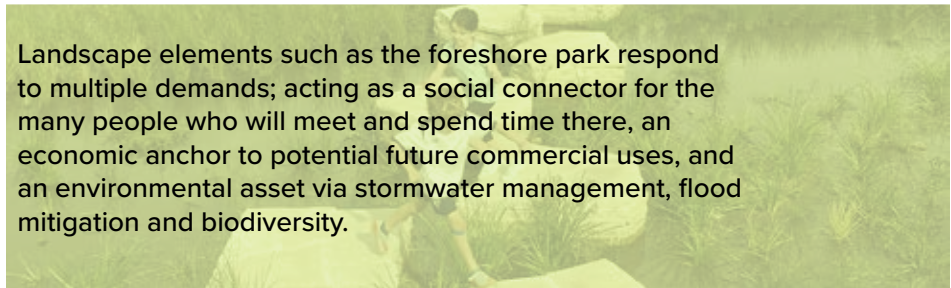 Landscape elements such as the foreshore park respond
to multiple demands; acting as a social connector for the
many people who will meet and spend time there, an
economic anchor to potential future commercial uses, and
an environmental asset via stormwater management, flood
mitigation and biodiversity.